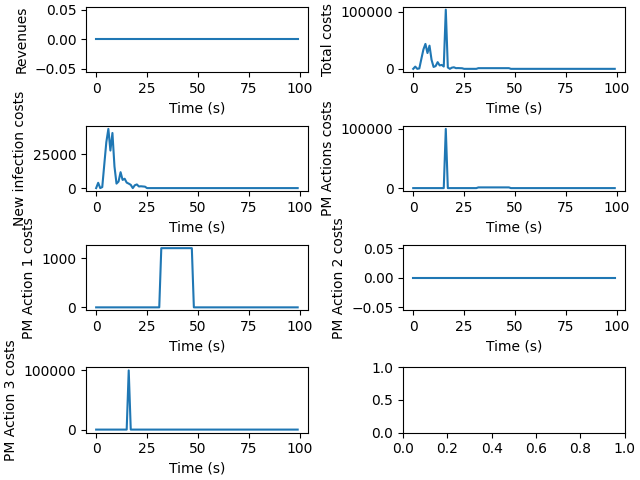 Revenues
0.05
0.00
−0.05
0 25 50 75 100
Time (s)
Total costs
100000
0
0 25 50 75 100
Time (s)
New infection costs
25000
0
0 25 50 75 100
Time (s)
PM Actions costs
100000
0
0 25 50 75 100
Time (s)
PM Action 1 costs
1000
0
0 25 50 75 100
Time (s)
PM Action 2 costs
0.05
0.00
−0.05
0 25 50 75 100
Time (s)
PM Action 3 costs
100000
0
0 25 50 75 100
Time (s)
1.0
0.5
0.0
0.0 0.2 0.4 0.6 0.8 1.0